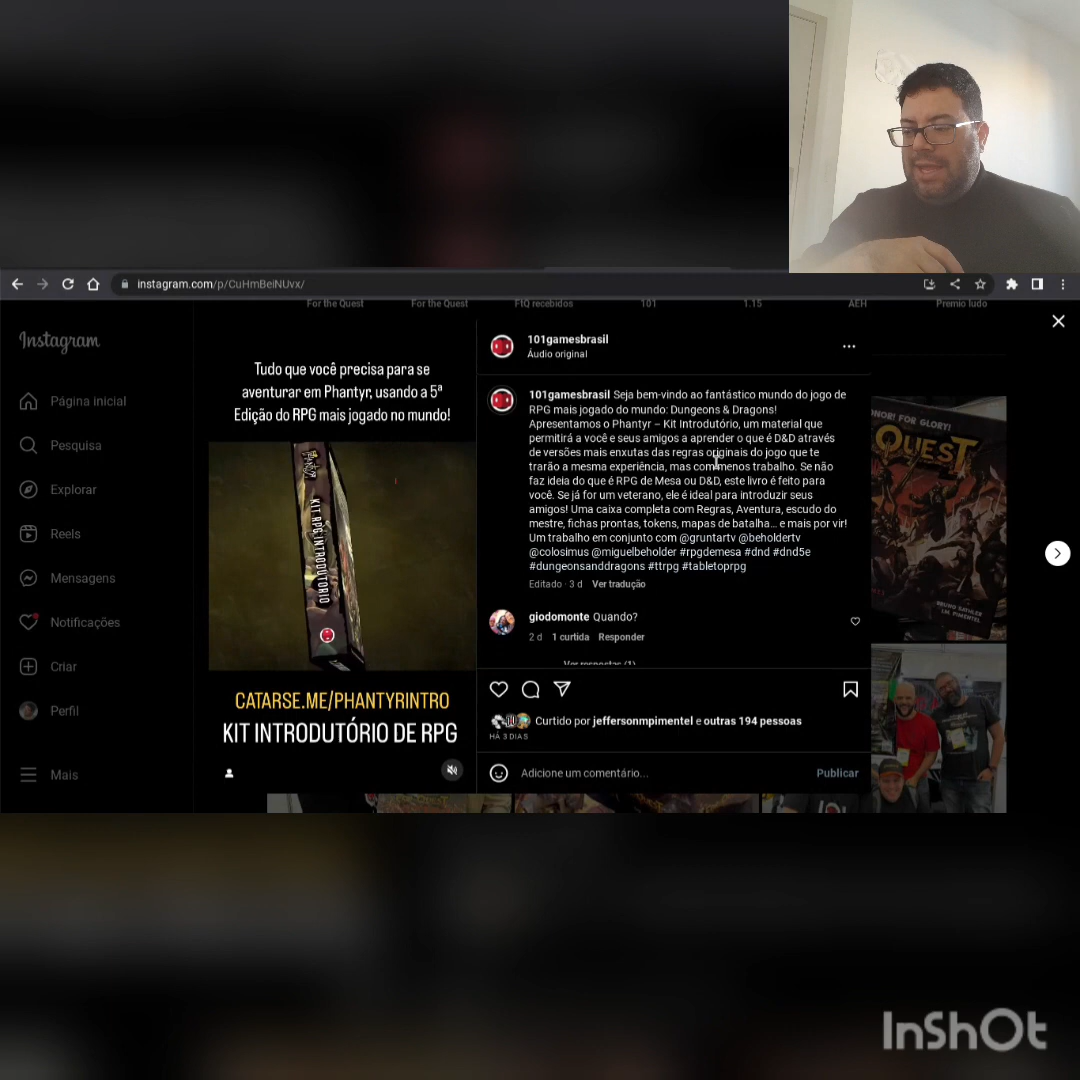 instagram.com/p/CuHmBeiNUvx/
For the Quest
For the Quest
FtQ recebidos
101
1.15
AEH
Premio ludo
Instagram
Página inicial
Pesquisa
Explorar
Reels
Mensagens
Notificações
Criar
Perfil
Mais
Tudo que você precisa para se
aventurar em Phantyr, usando a 5ª
Edição do RPG mais jogado no mundo!
KIT RPG INTRODUTÓRIO
CATARSE.ME/PHANTYRINTRO
KIT INTRODUTÓRIO DE RPG
101gamesbrasil
Áudio original
101gamesbrasil Seja bem-vindo ao fantástico mundo do jogo de
RPG mais jogado do mundo: Dungeons & Dragons!
Apresentamos o Phantyr – Kit Introdutório, um material que
permitirá a você e seus amigos a aprender o que é D&D através
de versões mais enxutas das regras originais do jogo que te
trarão a mesma experiência, mas com menos trabalho. Se não
faz ideia do que é RPG de Mesa ou D&D, este livro é feito para
você. Se já for um veterano, ele é ideal para introduzir seus
amigos! Uma caixa completa com Regras, Aventura, escudo do
mestre, fichas prontas, tokens, mapas de batalha... e mais por vir!
Um trabalho em conjunto com @gruntartv @beholdertv
@colosimus @miguelbeholder #rpgdemesa #dnd #dnd5e
#dungeonsanddragons #ttrpg #tabletoprpg
Editado · 3 d Ver tradução
giodomonte Quando?
2 d 1 curtida Responder
Ver respostas (1)
Curtido por jeffersonmpimentel e outras 194 pessoas
HÁ 3 DIAS
Adicione um comentário...
Publicar
HONOR! FOR GLORY!
QUEST
BRUNO SATHLER
J.M. PIMENTEL
InShOt